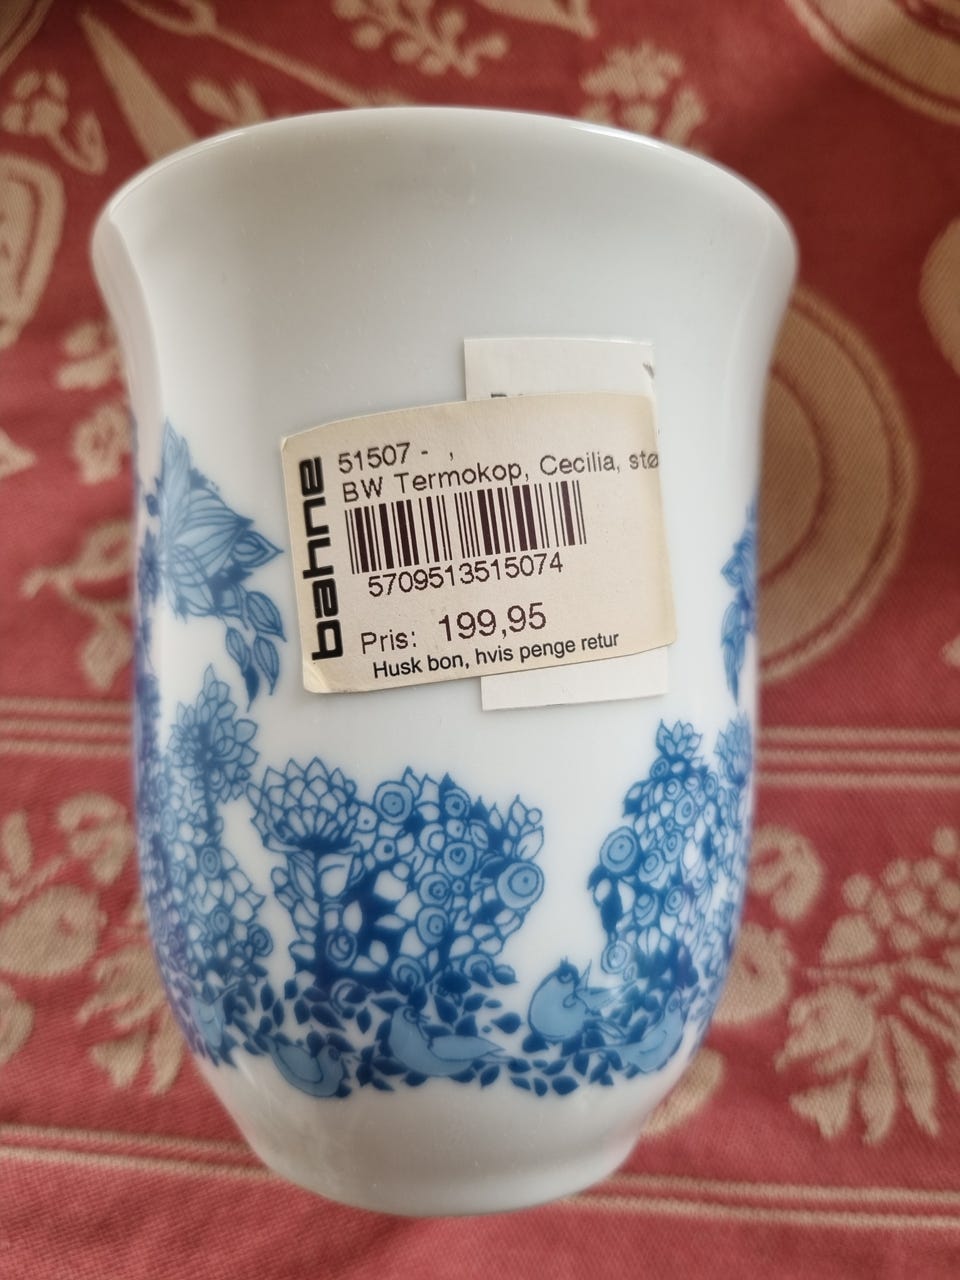 bahne
51507 - ,
BW Termokop, Cecilia, stø
5709513515074
Pris: 199,95
Husk bon, hvis penge retur